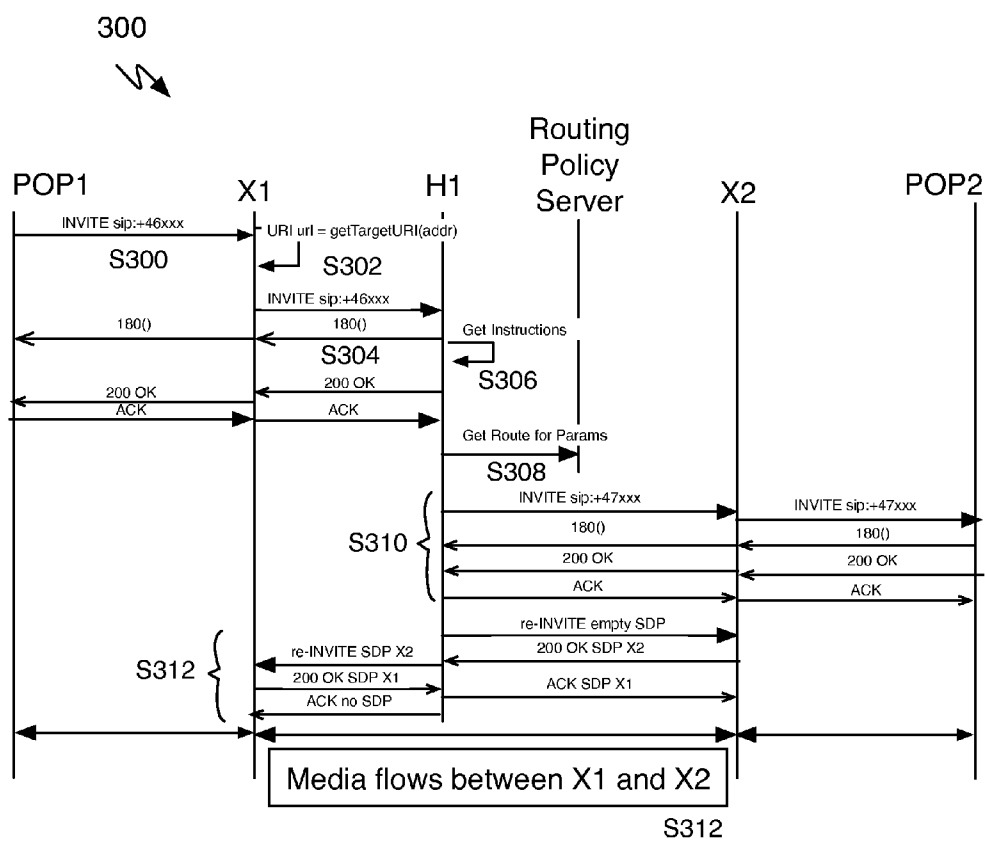 300
Routing
Policy
Server
POP1
X1
H1
X2
POP2
INVITE sip:+46xxx
URI url = getTargetURI(addr)
S300
S302
INVITE sip:+46xxx
180()
180()
Get Instructions
S304
S306
200 OK
200 OK
ACK
ACK
Get Route for Params
S308
INVITE sip:+47xxx
INVITE sip:+47xxx
180()
180()
S310
200 OK
200 OK
ACK
ACK
re-INVITE empty SDP
re-INVITE SDP X2
200 OK SDP X2
S312
200 OK SDP X1
ACK SDP X1
ACK no SDP
Media flows between X1 and X2
S312